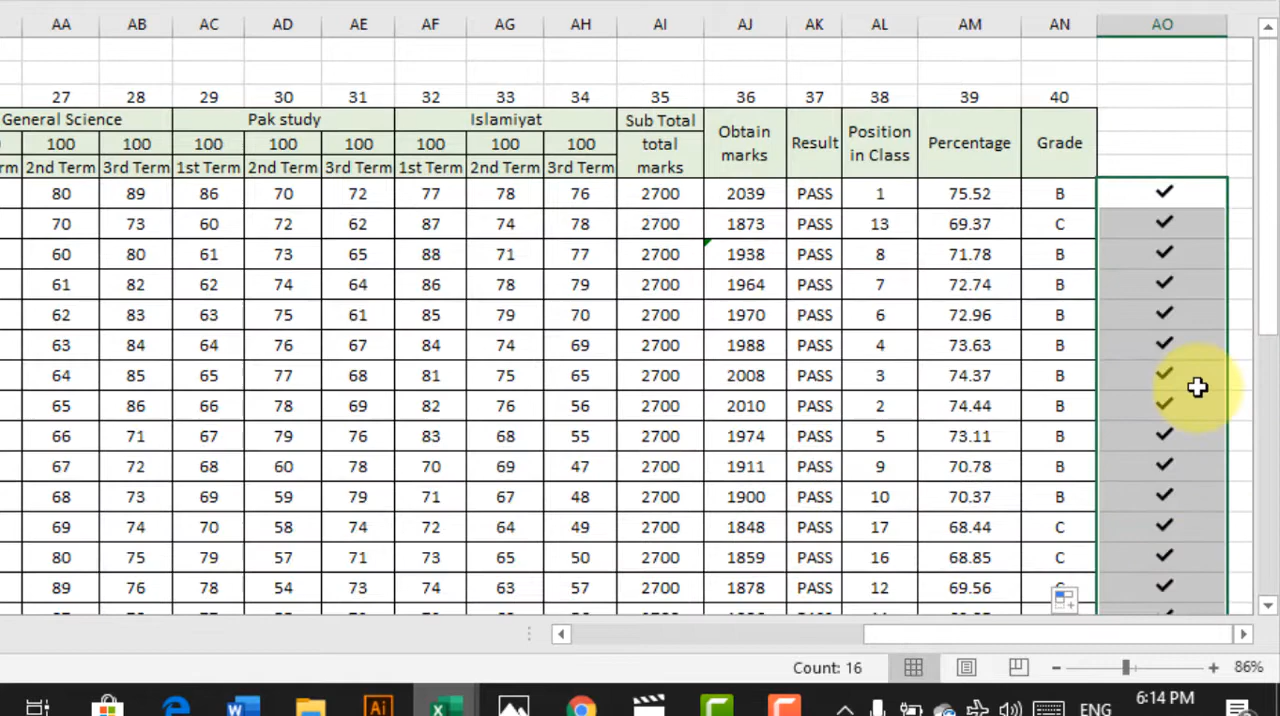 AA AB AC AD AE AF AG AH AI AJ AK AL AM AN AO
27 28 29 30 31 32 33 34 35 36 37 38 39 40
General Science Pak study Islamiyat Sub Total Obtain Result Position Percentage Grade
100 100 100 100 100 100 100 100 total marks in Class
2nd Term 3rd Term 1st Term 2nd Term 3rd Term 1st Term 2nd Term 3rd Term marks
80 89 86 70 72 77 78 76 2700 2039 PASS 1 75.52 B ✔
70 73 60 72 62 87 74 78 2700 1873 PASS 13 69.37 C ✔
60 80 61 73 65 88 71 77 2700 1938 PASS 8 71.78 B ✔
61 82 62 74 64 86 78 79 2700 1964 PASS 7 72.74 B ✔
62 83 63 75 61 85 79 70 2700 1970 PASS 6 72.96 B ✔
63 84 64 76 67 84 74 69 2700 1988 PASS 4 73.63 B ✔
64 85 65 77 68 81 75 65 2700 2008 PASS 3 74.37 B ✔
65 86 66 78 69 82 76 56 2700 2010 PASS 2 74.44 B ✔
66 71 67 79 76 83 68 55 2700 1974 PASS 5 73.11 B ✔
67 72 68 60 78 70 69 47 2700 1911 PASS 9 70.78 B ✔
68 73 69 59 79 71 67 48 2700 1900 PASS 10 70.37 B ✔
69 74 70 58 74 72 64 49 2700 1848 PASS 17 68.44 C ✔
80 75 79 57 71 73 65 50 2700 1859 PASS 16 68.85 C ✔
89 76 78 54 73 74 63 57 2700 1878 PASS 12 69.56 ✔
Count: 16 86%
6:14 PM
ENG